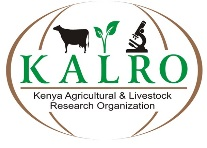 KALRO
Kenya Agricultural & Livestock
Research Organization